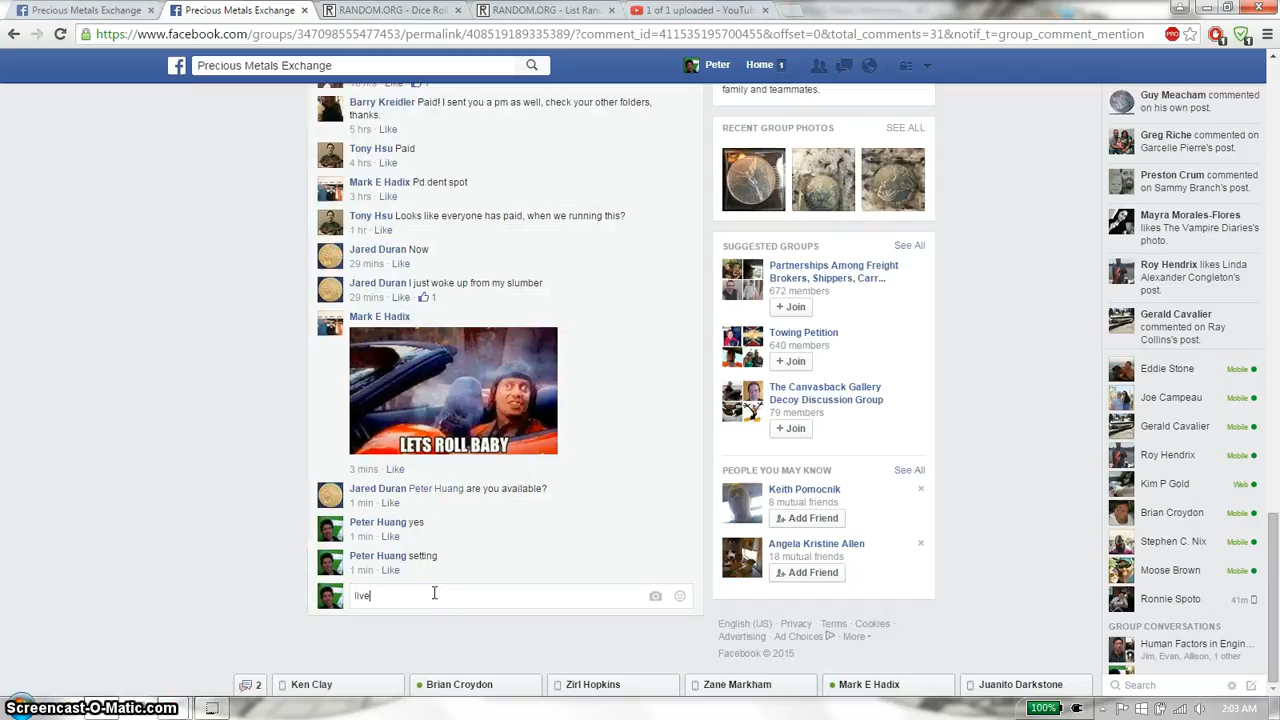 Precious Metals Exchange
Precious Metals Exchange
RANDOM.ORG - Dice Roll
RANDOM.ORG - List Ran
1 of 1 uploaded - YouTub
https://www.facebook.com/groups/347098555477453/permalink/408519189335389/?comment_id=411535195700455&offset=0&total_comments=31&notif_t=group_comment_mention
PRO
1
1
Precious Metals Exchange
Peter
Home 1
Barry Kreidler Paid! I sent you a pm as well, check your other folders,
thanks.
5 hrs · Like
Tony Hsu Paid
4 hrs · Like
Mark E Hadix Pd dent spot
3 hrs · Like
Tony Hsu Looks like everyone has paid, when we running this?
1 hr · Like
Jared Duran Now
29 mins · Like
Jared Duran I just woke up from my slumber
29 mins · Like · 1
Mark E Hadix
LETS ROLL BABY
3 mins · Like
Jared Duran Peter Huang are you available?
1 min · Like
Peter Huang yes
1 min · Like
Peter Huang setting
1 min · Like
live
family and teammates.
RECENT GROUP PHOTOS
SEE ALL
SUGGESTED GROUPS
See All
Partnerships Among Freight
Brokers, Shippers, Carr...
672 members
+ Join
Towing Petition
640 members
+ Join
The Canvasback Gallery
Decoy Discussion Group
79 members
+ Join
PEOPLE YOU MAY KNOW
See All
Keith Pomocnik
8 mutual friends
Add Friend
Angela Kristine Allen
18 mutual friends
Add Friend
English (US) · Privacy · Terms · Cookies ·
Advertising · Ad Choices · More
Facebook © 2015
Guy Meacham commented
on his own post.
Greg Riche commented on
Garcelle Pierre's post.
Preston Crum commented
on Sammy Branch's post.
Mayra Morales-Flores
likes The Vampire Diaries's
photo.
Roy Hendrix likes Linda
Alexander Congleton's
post.
Gerald Cavalier
commented on Ray
Collins's post.
Eddie Stone Mobile
Joe Campeau Mobile
Gerald Cavalier Mobile
Roy Hendrix Mobile
Kim P Gold Web
Brian Croydon Mobile
Stephen C. Nix Mobile
Moose Brown Mobile
Ronnie Spoto 41m
GROUP CONVERSATIONS
Human Factors in Engin...
Jim, Evan, Allison, 1 other
Search
2
Ken Clay
Brian Croydon
Zirl Hopkins
Zane Markham
Mark E Hadix
Juanito Darkstone
Screencast-O-Matic.com
100%
2:03 AM